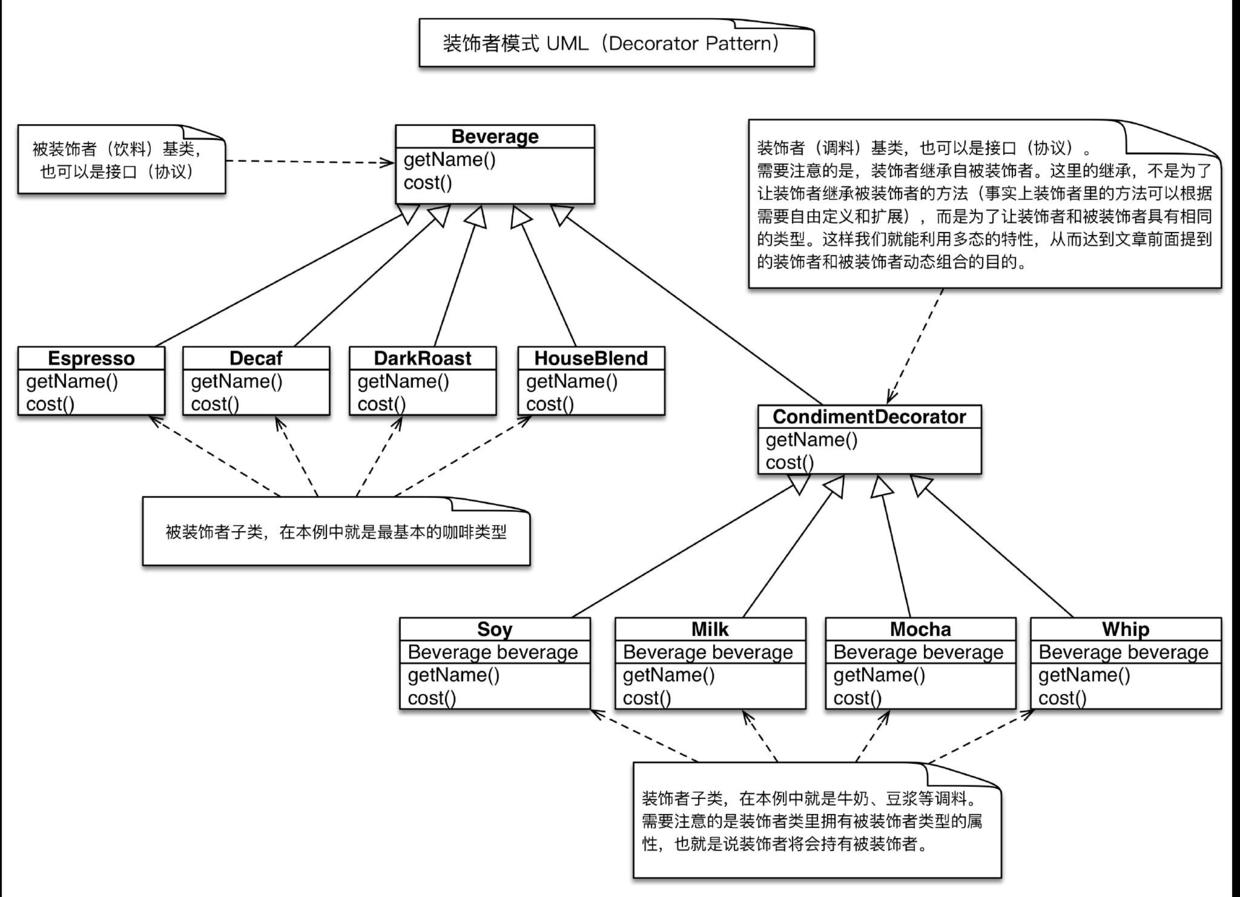 装饰者模式 UML（Decorator Pattern）
被装饰者（饮料）基类，
也可以是接口（协议）
Beverage
getName()
cost()
装饰者（调料）基类，也可以是接口（协议）。
需要注意的是，装饰者继承自被装饰者。这里的继承，不是为了
让装饰者继承被装饰者的方法（事实上装饰者里的方法可以根据
需要自由定义和扩展），而是为了让装饰者和被装饰者具有相同
的类型。这样我们就能利用多态的特性，从而达到文章前面提到
的装饰者和被装饰者动态组合的目的。
Espresso
getName()
cost()
Decaf
getName()
cost()
DarkRoast
getName()
cost()
HouseBlend
getName()
cost()
CondimentDecorator
getName()
cost()
被装饰者子类，在本例中就是最基本的咖啡类型
Soy
Beverage beverage
getName()
cost()
Milk
Beverage beverage
getName()
cost()
Mocha
Beverage beverage
getName()
cost()
Whip
Beverage beverage
getName()
cost()
装饰者子类，在本例中就是牛奶、豆浆等调料。
需要注意的是装饰者类里拥有被装饰者类型的属
性，也就是说装饰者将会持有被装饰者。